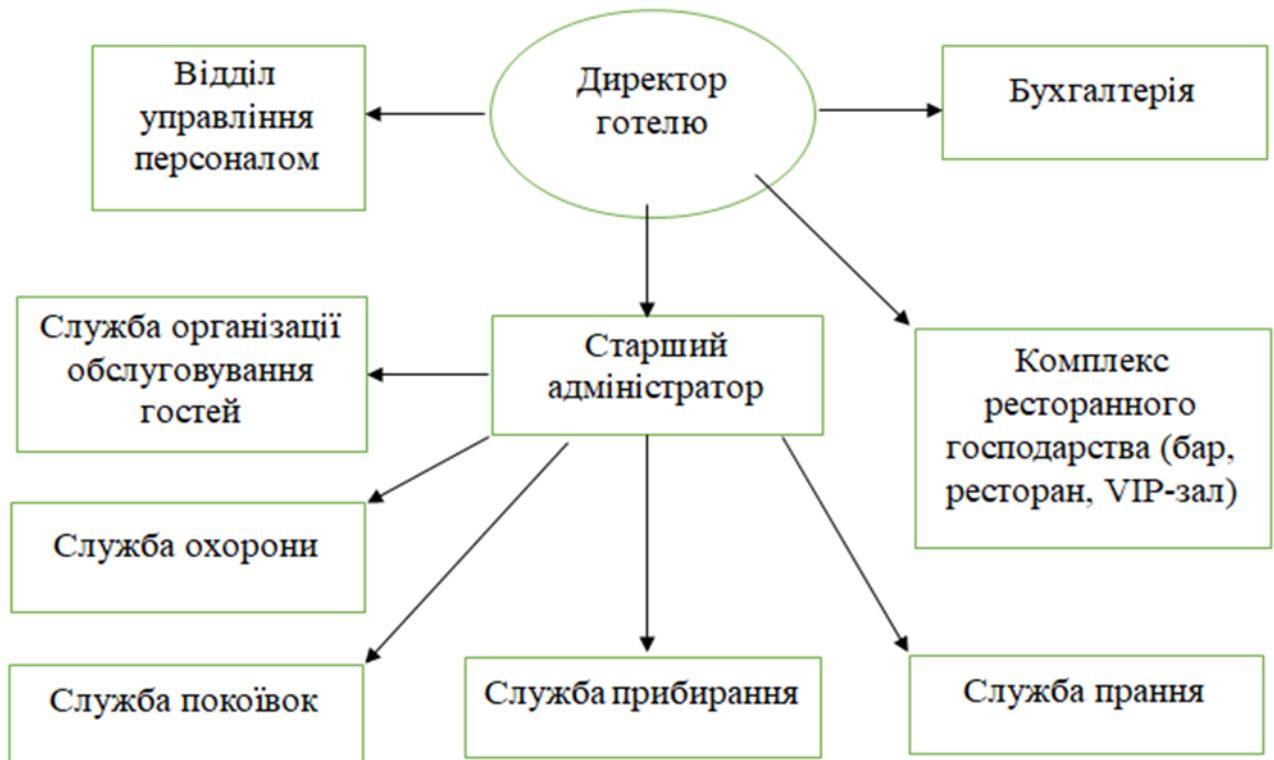 Відділ
управління
персоналом
Директор
готелю
Бухгалтерія
Служба організації
обслуговування
гостей
Старший
адміністратор
Комплекс
ресторанного
господарства (бар,
ресторан, VIP-зал)
Служба охорони
Служба покоївок
Служба прибирання
Служба прання